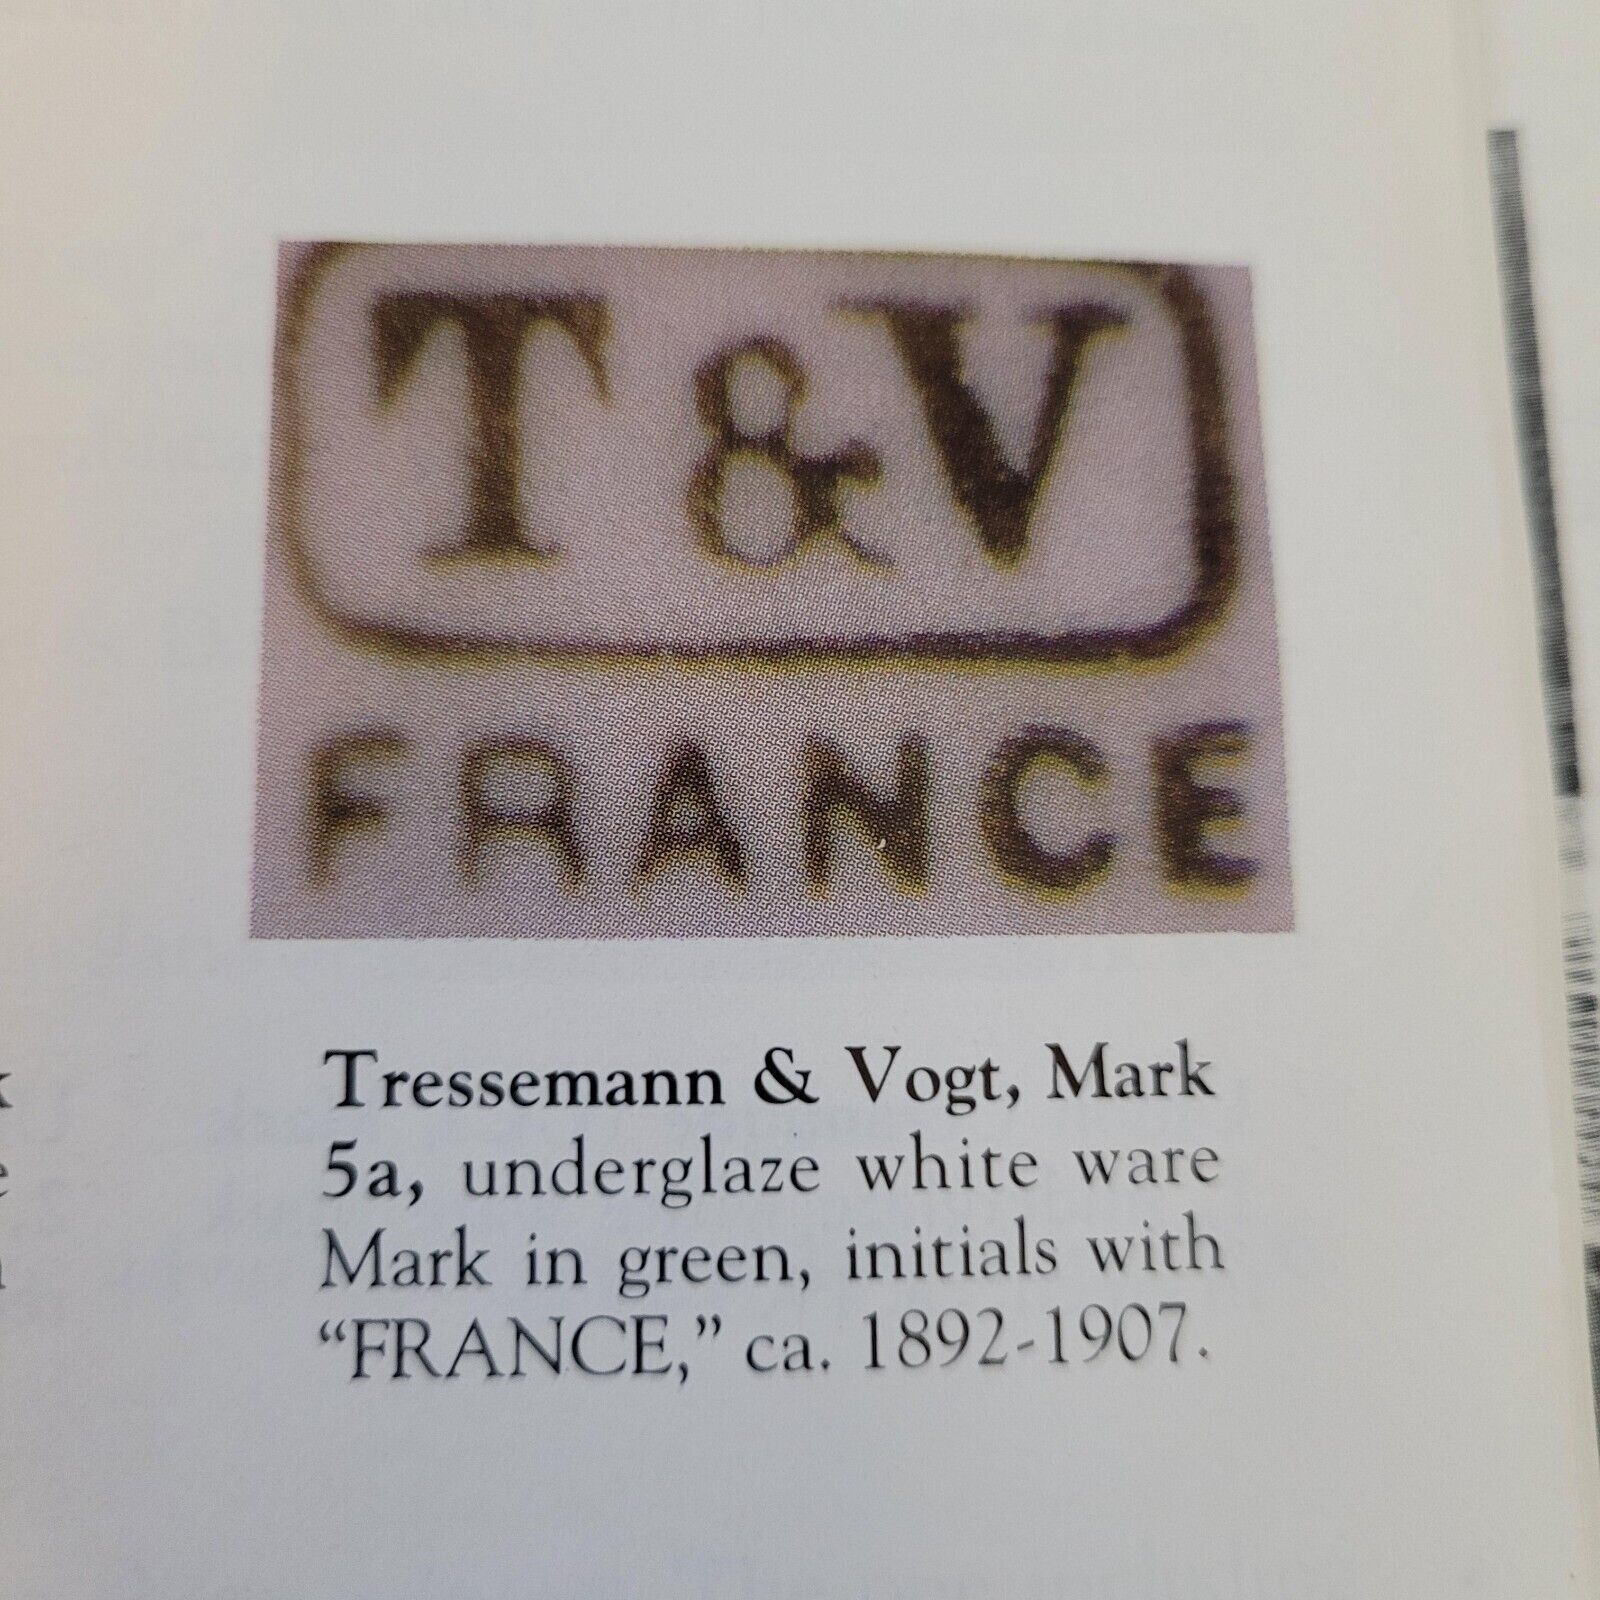 T & V
FRANCE
Tressemann & Vogt, Mark
5a, underglaze white ware
Mark in green, initials with
“FRANCE,” ca. 1892-1907.